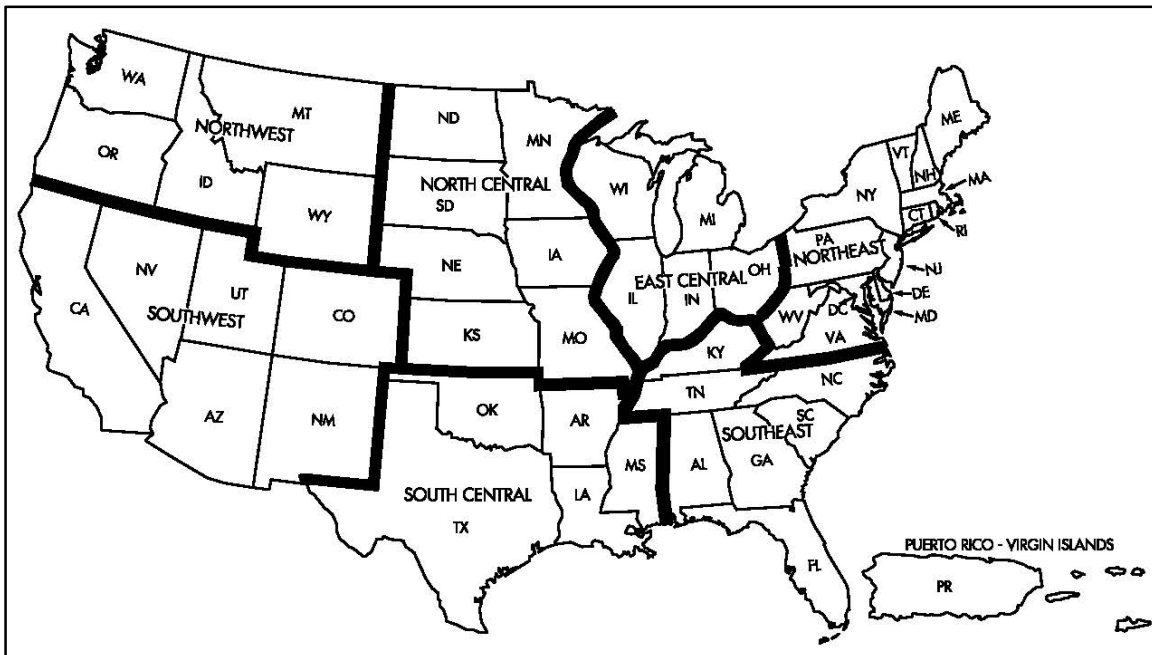 WA
MT
ND
MN
ME
NORTHWEST
VT
OR
NH
MA
ID
NORTH CENTRAL
WI
NY
SD
WY
MI
CT
RI
PA
NORTHEAST
IA
NV
NE
OH
NJ
EAST CENTRAL
UT
IL
IN
DE
CA
SOUTHWEST
CO
WV
DC
MD
KS
MO
VA
KY
TN
NC
AZ
NM
OK
AR
SC
SOUTHEAST
MS
AL
GA
SOUTH CENTRAL
LA
TX
PUERTO RICO - VIRGIN ISLANDS
FL
PR